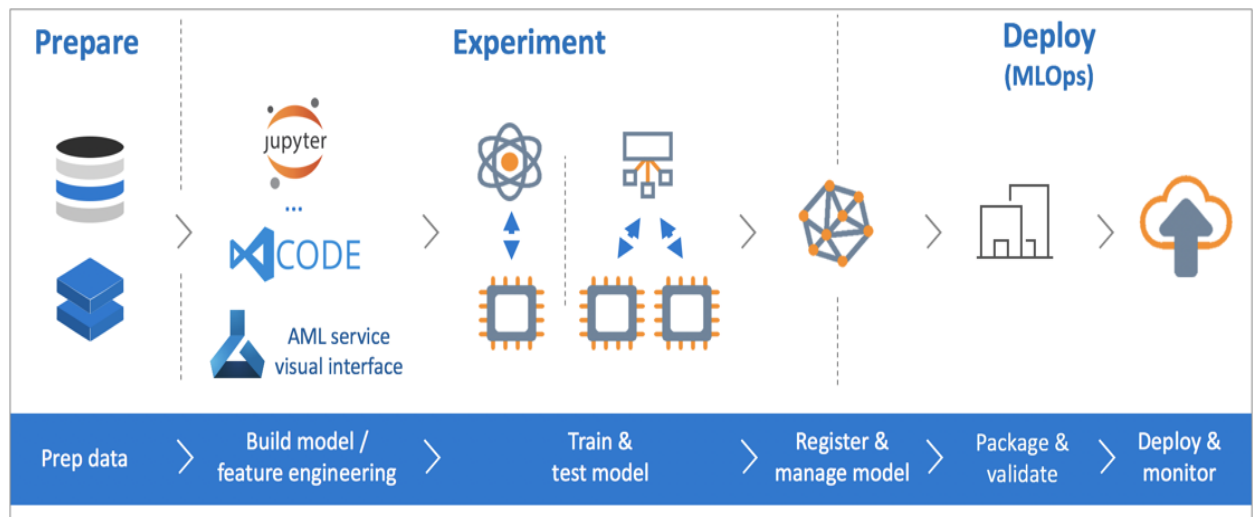 Prepare
Experiment
Deploy
(MLOps)
jupyter
...
CODE
AML service
visual interface
Prep data
Build model /
feature engineering
Train &
test model
Register &
manage model
Package &
validate
Deploy &
monitor